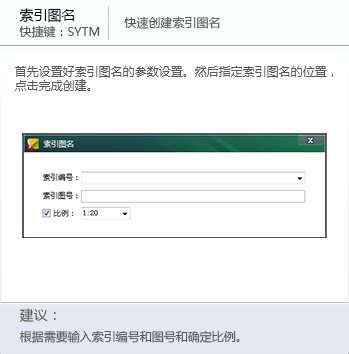 索引图名
快捷键：SYTM
快速创建索引图名
首先设置好索引图名的参数设置。然后指定索引图名的位置，
点击完成创建。
索引图名
索引编号：
索引图号：
比例： 1:20
建议：
根据需要输入索引编号和图号和确定比例。